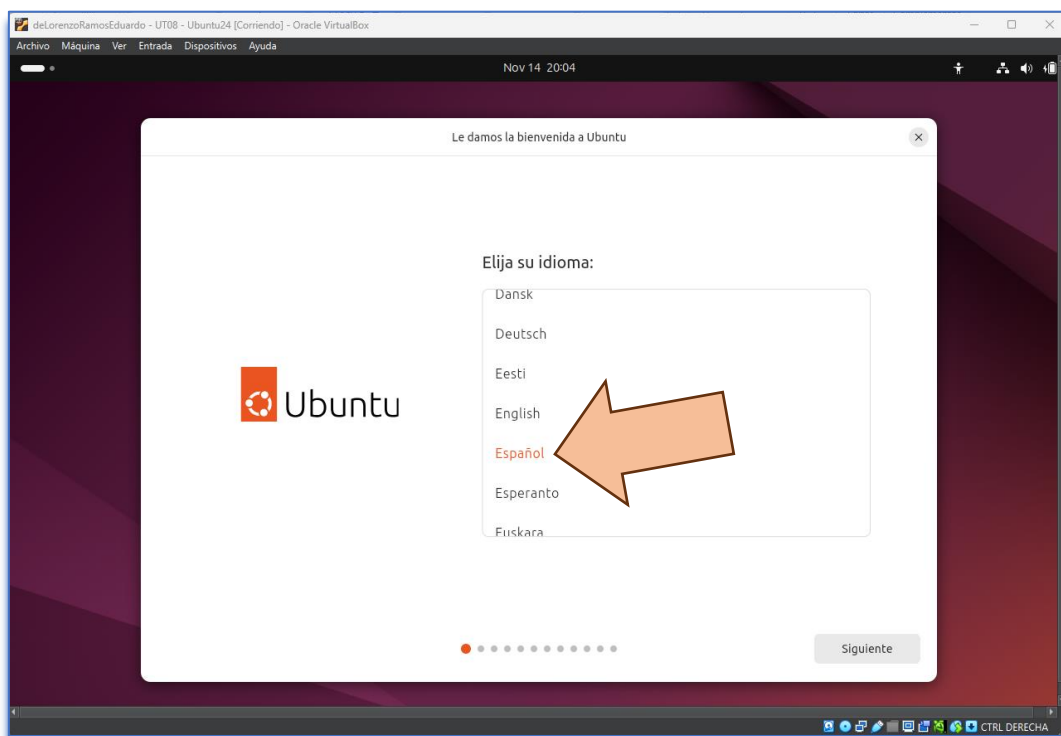 deLorenzoRamosEduardo - UT08 - Ubuntu24 [Corriendo] - Oracle VirtualBox
Archivo Máquina Ver Entrada Dispositivos Ayuda
Nov 14 20:04
Le damos la bienvenida a Ubuntu
Elija su idioma:
Dansk
Deutsch
Eesti
English
Español
Esperanto
Euskara
Ubuntu
Siguiente
CTRL DERECHA